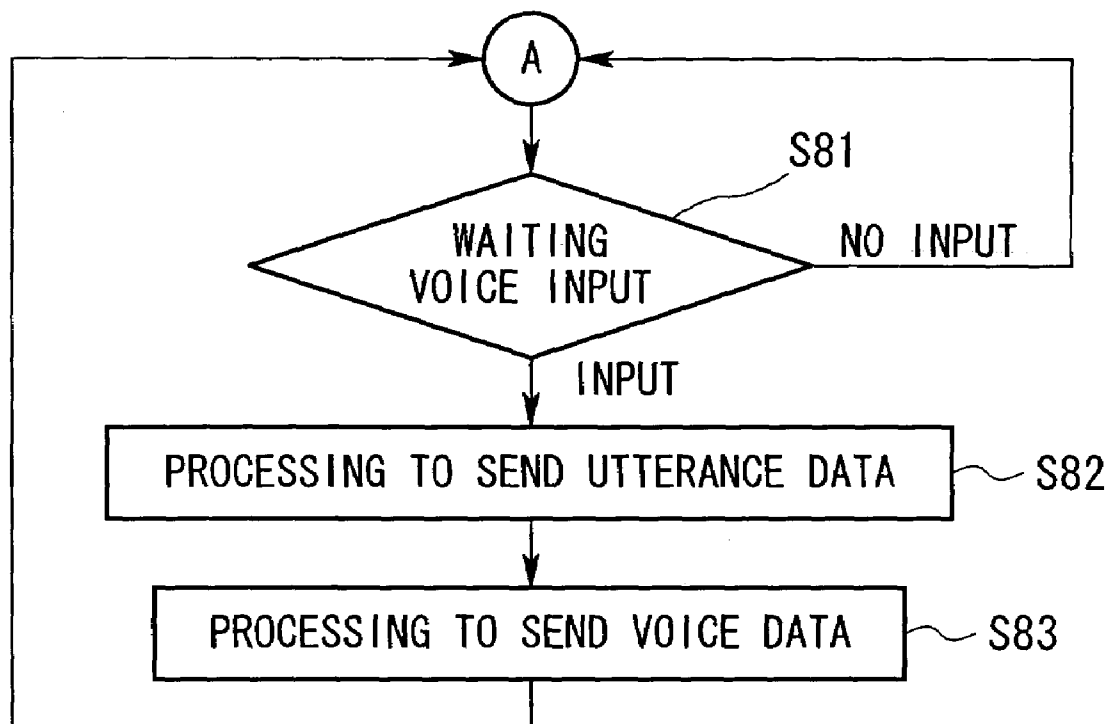 A
S81
WAITING
VOICE INPUT
NO INPUT
INPUT
PROCESSING TO SEND UTTERANCE DATA
S82
PROCESSING TO SEND VOICE DATA
S83